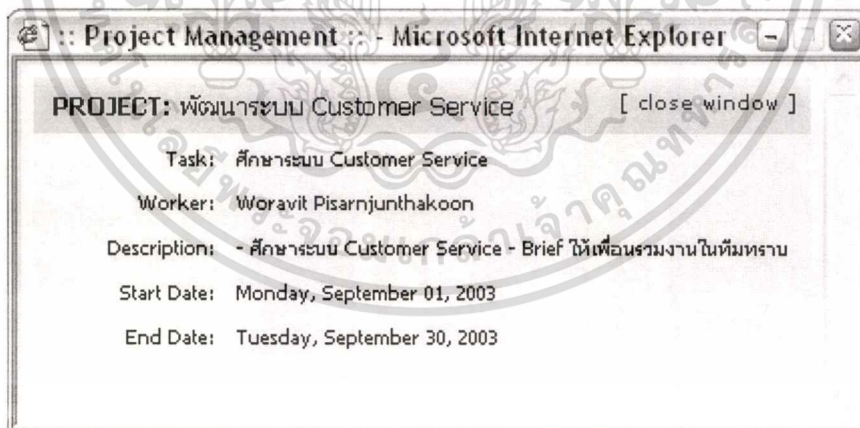 :: Project Management :: - Microsoft Internet Explorer
PROJECT: พัฒนาระบบ Customer Service [ close window ]
Task: ศึกษาระบบ Customer Service
Worker: Woravit Pisarnjunthakoon
Description: - ศึกษาระบบ Customer Service - Brief ให้เพื่อนร่วมงานในทีมทราบ
Start Date: Monday, September 01, 2003
End Date: Tuesday, September 30, 2003